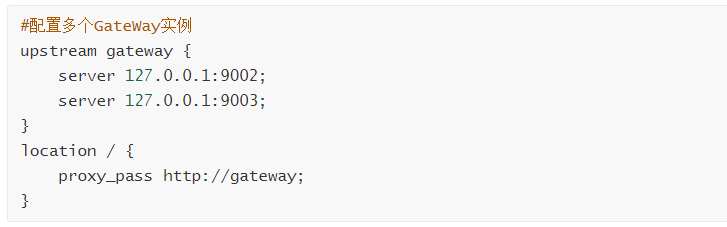 #配置多个GateWay实例
upstream gateway {
    server 127.0.0.1:9002;
    server 127.0.0.1:9003;
}
location / {
    proxy_pass http://gateway;
}